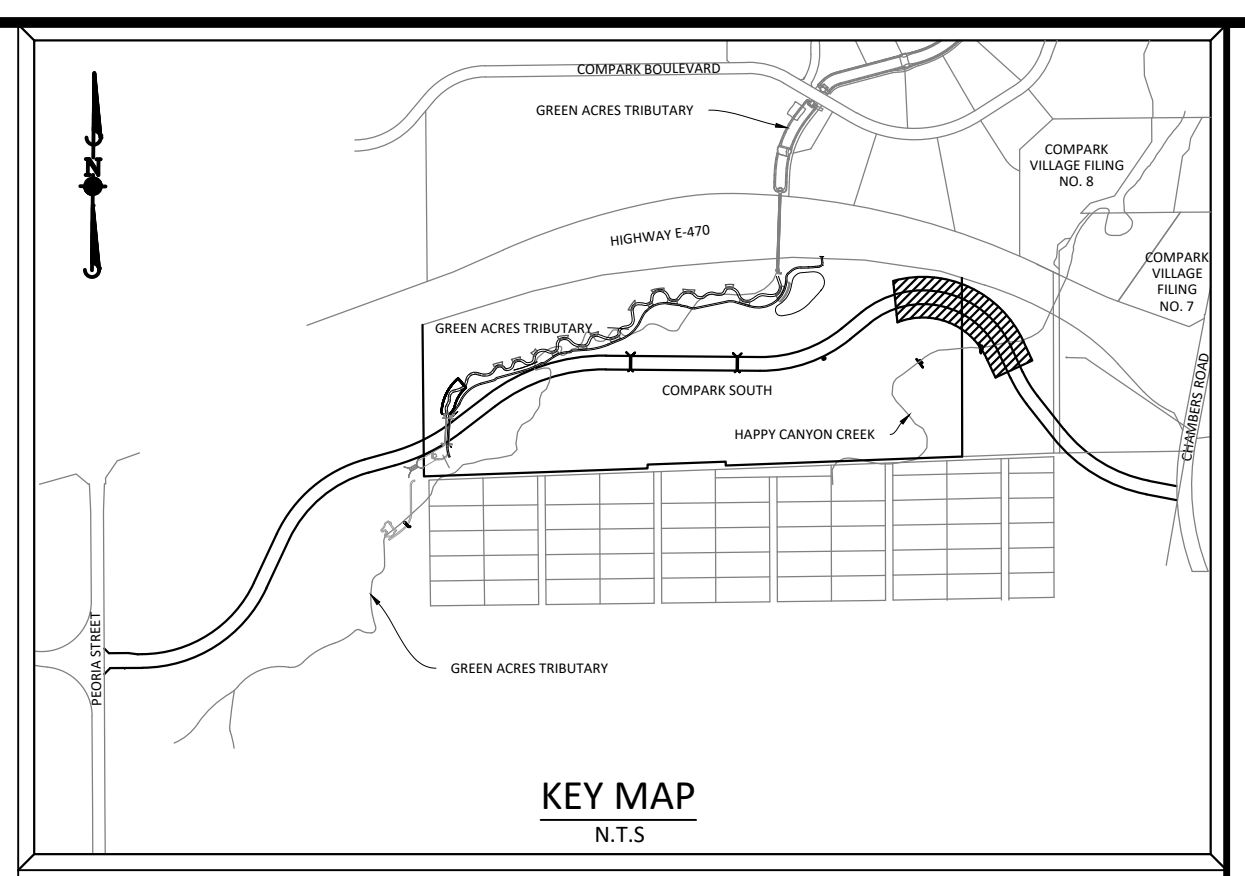 COMPARK BOULEVARD
GREEN ACRES TRIBUTARY
N
COMPARK
VILLAGE FILING
NO. 8
HIGHWAY E-470
COMPARK
VILLAGE
FILING
NO. 7
GREEN ACRES TRIBUTARY
COMPARK SOUTH
CHAMBERS ROAD
HAPPY CANYON CREEK
PEORIA STREET
GREEN ACRES TRIBUTARY
KEY MAP
N.T.S